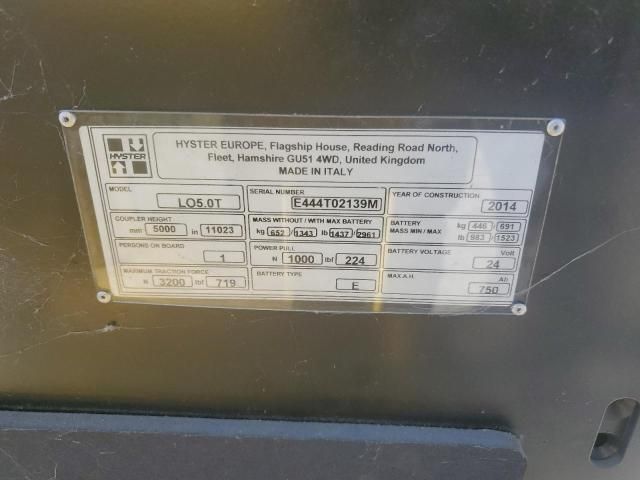 HYSTER
HYSTER EUROPE, Flagship House, Reading Road North,
Fleet, Hamshire GU51 4WD, United Kingdom
MADE IN ITALY
MODEL
LO5.0T
SERIAL NUMBER
E444T02139M
YEAR OF CONSTRUCTION
2014
COUPLER HEIGHT
mm 5000 in 11023
MASS WITHOUT / WITH MAX BATTERY
kg 652 / 1343 lb 1437 / 2961
BATTERY
MASS MIN / MAX
kg 446 / 691
lb 983 / 1523
PERSONS ON BOARD
1
POWER PULL
N 1000 lbf 224
BATTERY VOLTAGE
Volt
24
MAXIMUM TRACTION FORCE
N 3200 lbf 719
BATTERY TYPE
E
MAX A.H.
Ah
750